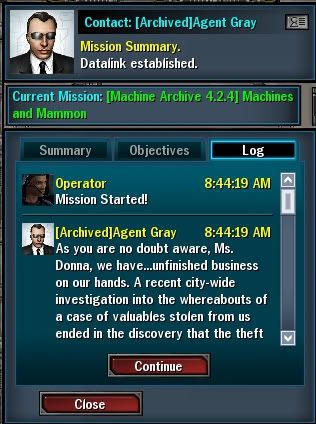 Contact: [Archived]Agent Gray
Mission Summary.
Datalink established.
Current Mission: [Machine Archive 4.2.4] Machines
and Mammon
Summary Objectives Log
Operator 8:44:19 AM
Mission Started!
[Archived]Agent Gray 8:44:19 AM
As you are no doubt aware, Ms.
Donna, we have...unfinished business
on our hands. A recent city-wide
investigation into the whereabouts of
a case of valuables stolen from us
ended in the discovery that the theft
Continue
Close